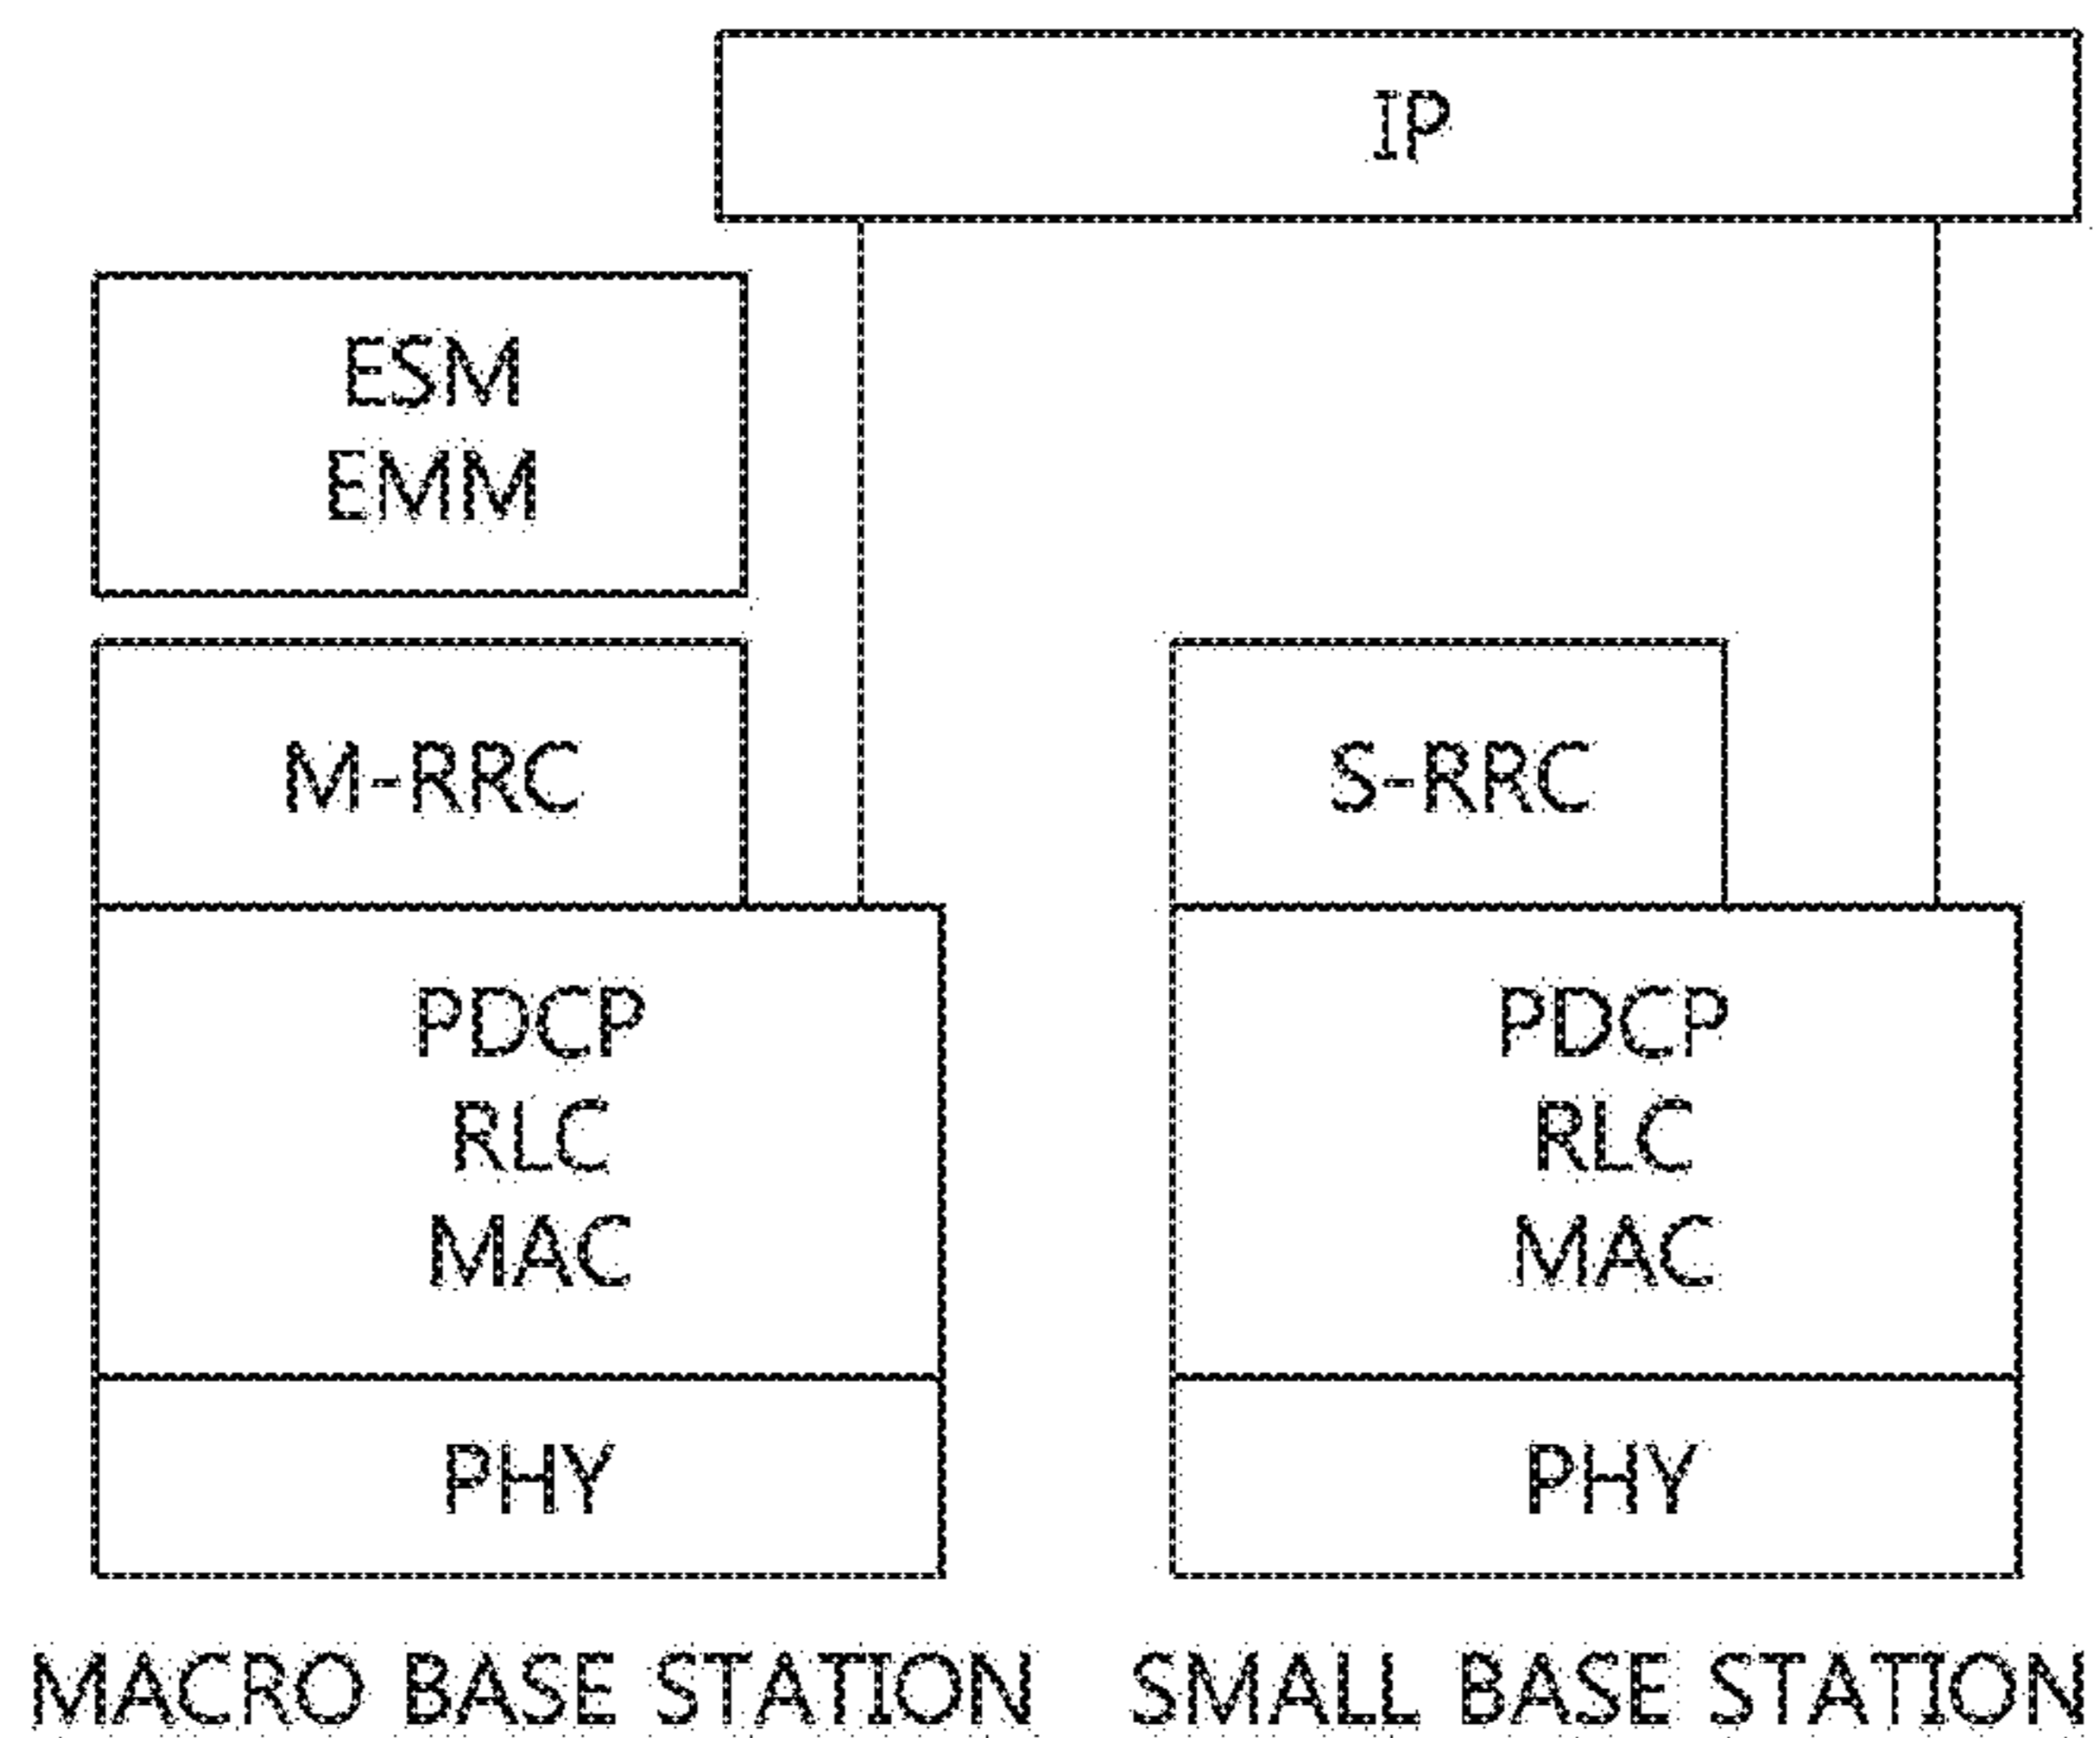 IP
ESM
EMM
M-RRC
S-RRC
PDCP
RLC
MAC
PDCP
RLC
MAC
PHY
PHY
MACRO BASE STATION
SMALL BASE STATION